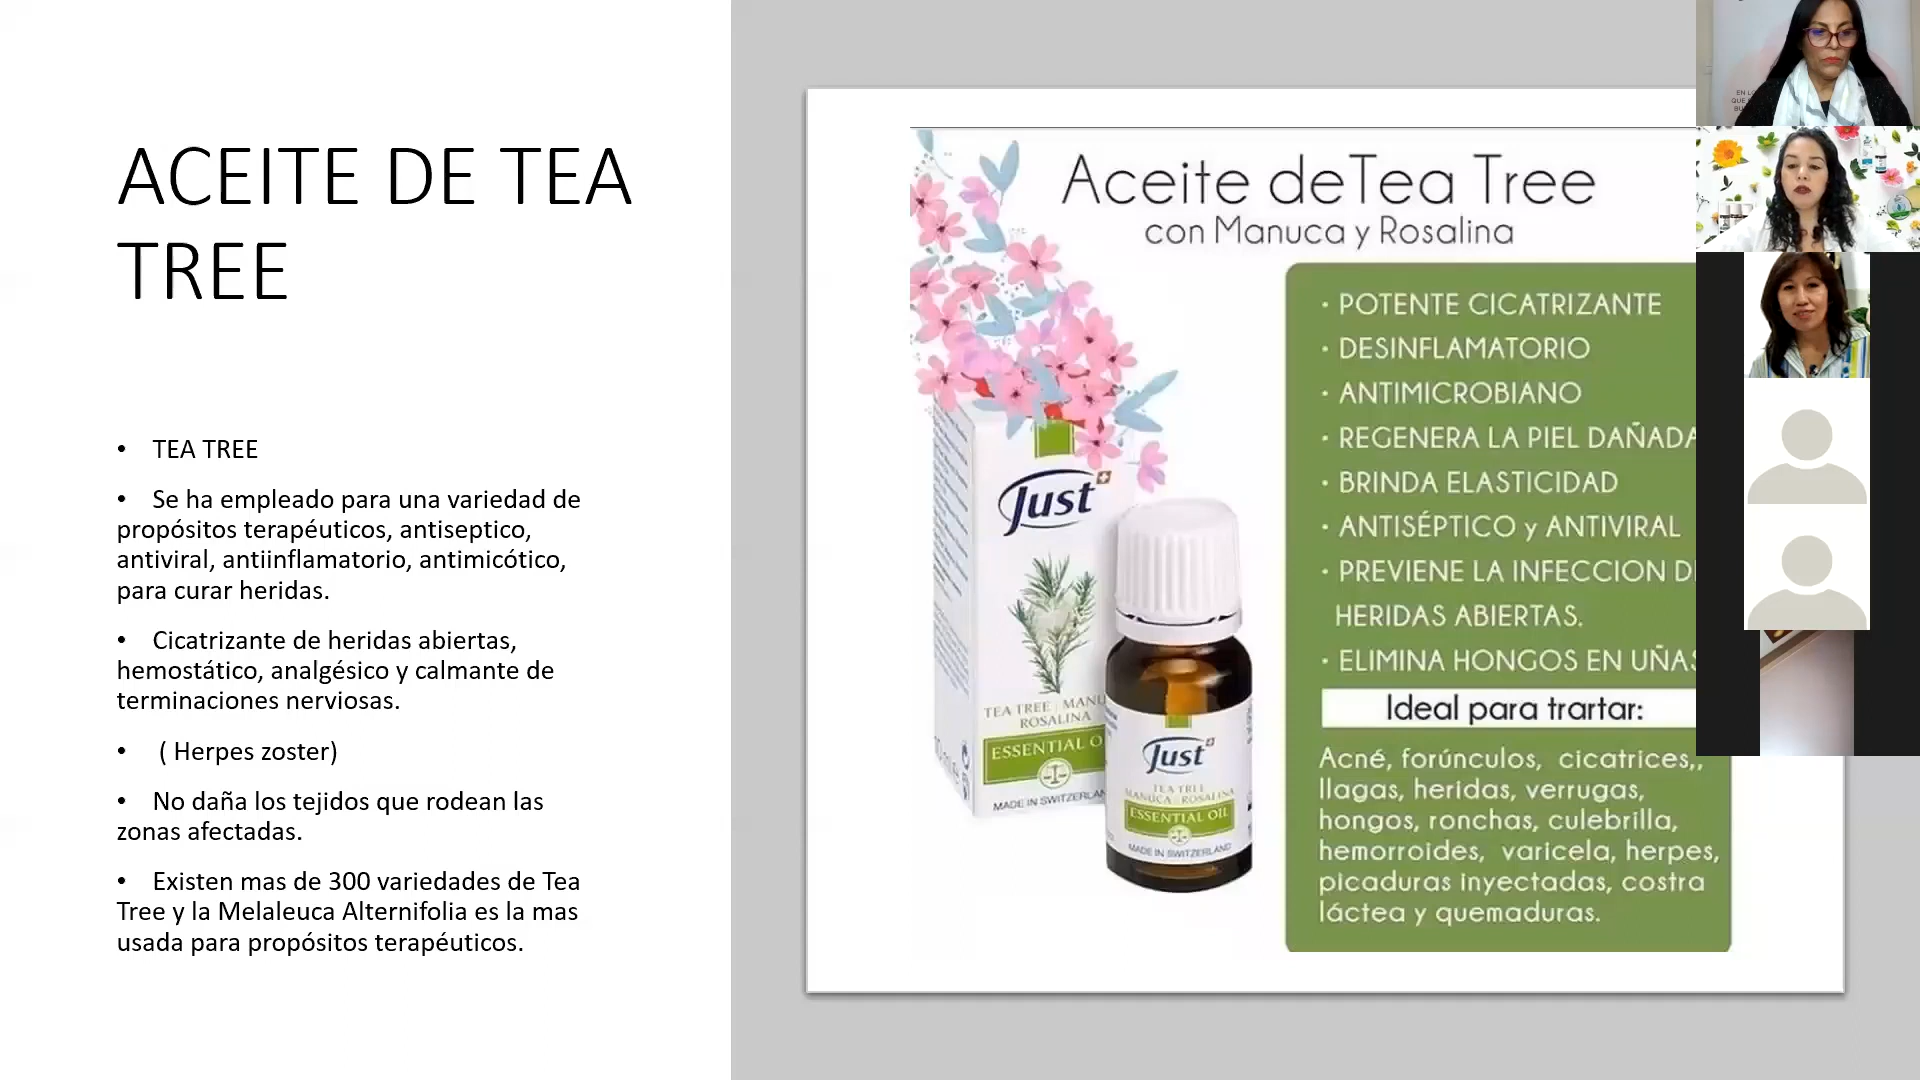 ACEITE DE TEA
TREE
• TEA TREE
• Se ha empleado para una variedad de
propósitos terapéuticos, antiseptico,
antiviral, antiinflamatorio, antimicótico,
para curar heridas.
• Cicatrizante de heridas abiertas,
hemostático, analgésico y calmante de
terminaciones nerviosas.
• ( Herpes zoster)
• No daña los tejidos que rodean las
zonas afectadas.
• Existen mas de 300 variedades de Tea
Tree y la Melaleuca Alternifolia es la mas
usada para propósitos terapéuticos.
Aceite deTea Tree
con Manuca y Rosalina
• POTENTE CICATRIZANTE
• DESINFLAMATORIO
• ANTIMICROBIANO
• REGENERA LA PIEL DAÑADA
• BRINDA ELASTICIDAD
• ANTISÉPTICO y ANTIVIRAL
• PREVIENE LA INFECCION D
HERIDAS ABIERTAS.
• ELIMINA HONGOS EN UÑAS
Ideal para trartar:
Acné, forúnculos, cicatrices,,
llagas, heridas, verrugas,
hongos, ronchas, culebrilla,
hemorroides, varicela, herpes,
picaduras inyectadas, costra
láctea y quemaduras.
Just
TEA TREE MANU
ROSALINA
ESSENTIAL O
MADE IN SWITZERLAN
Just
TEA TREE
MANUCA ROSALINA
ESSENTIAL OIL
MADE IN SWITZERLAND